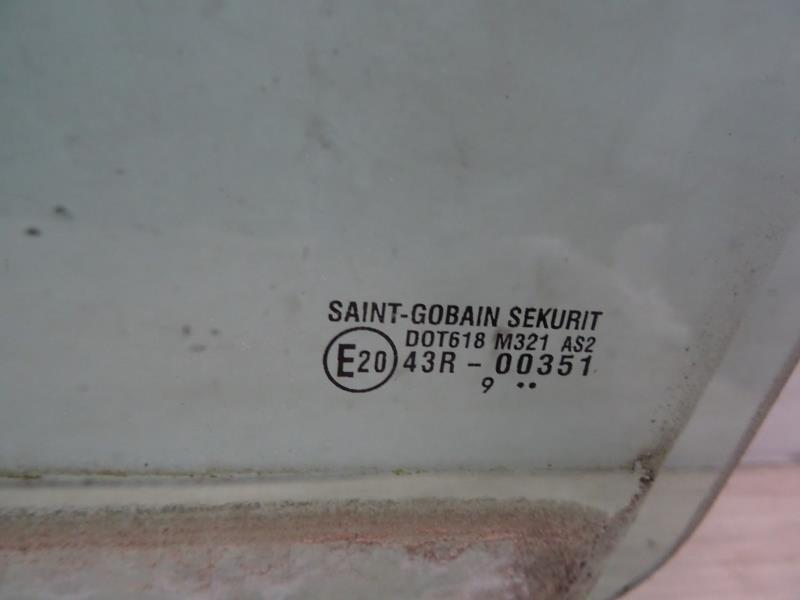 SAINT-GOBAIN SEKURIT
DOT618 M321 AS2
E20 43R - 00351
9 ••